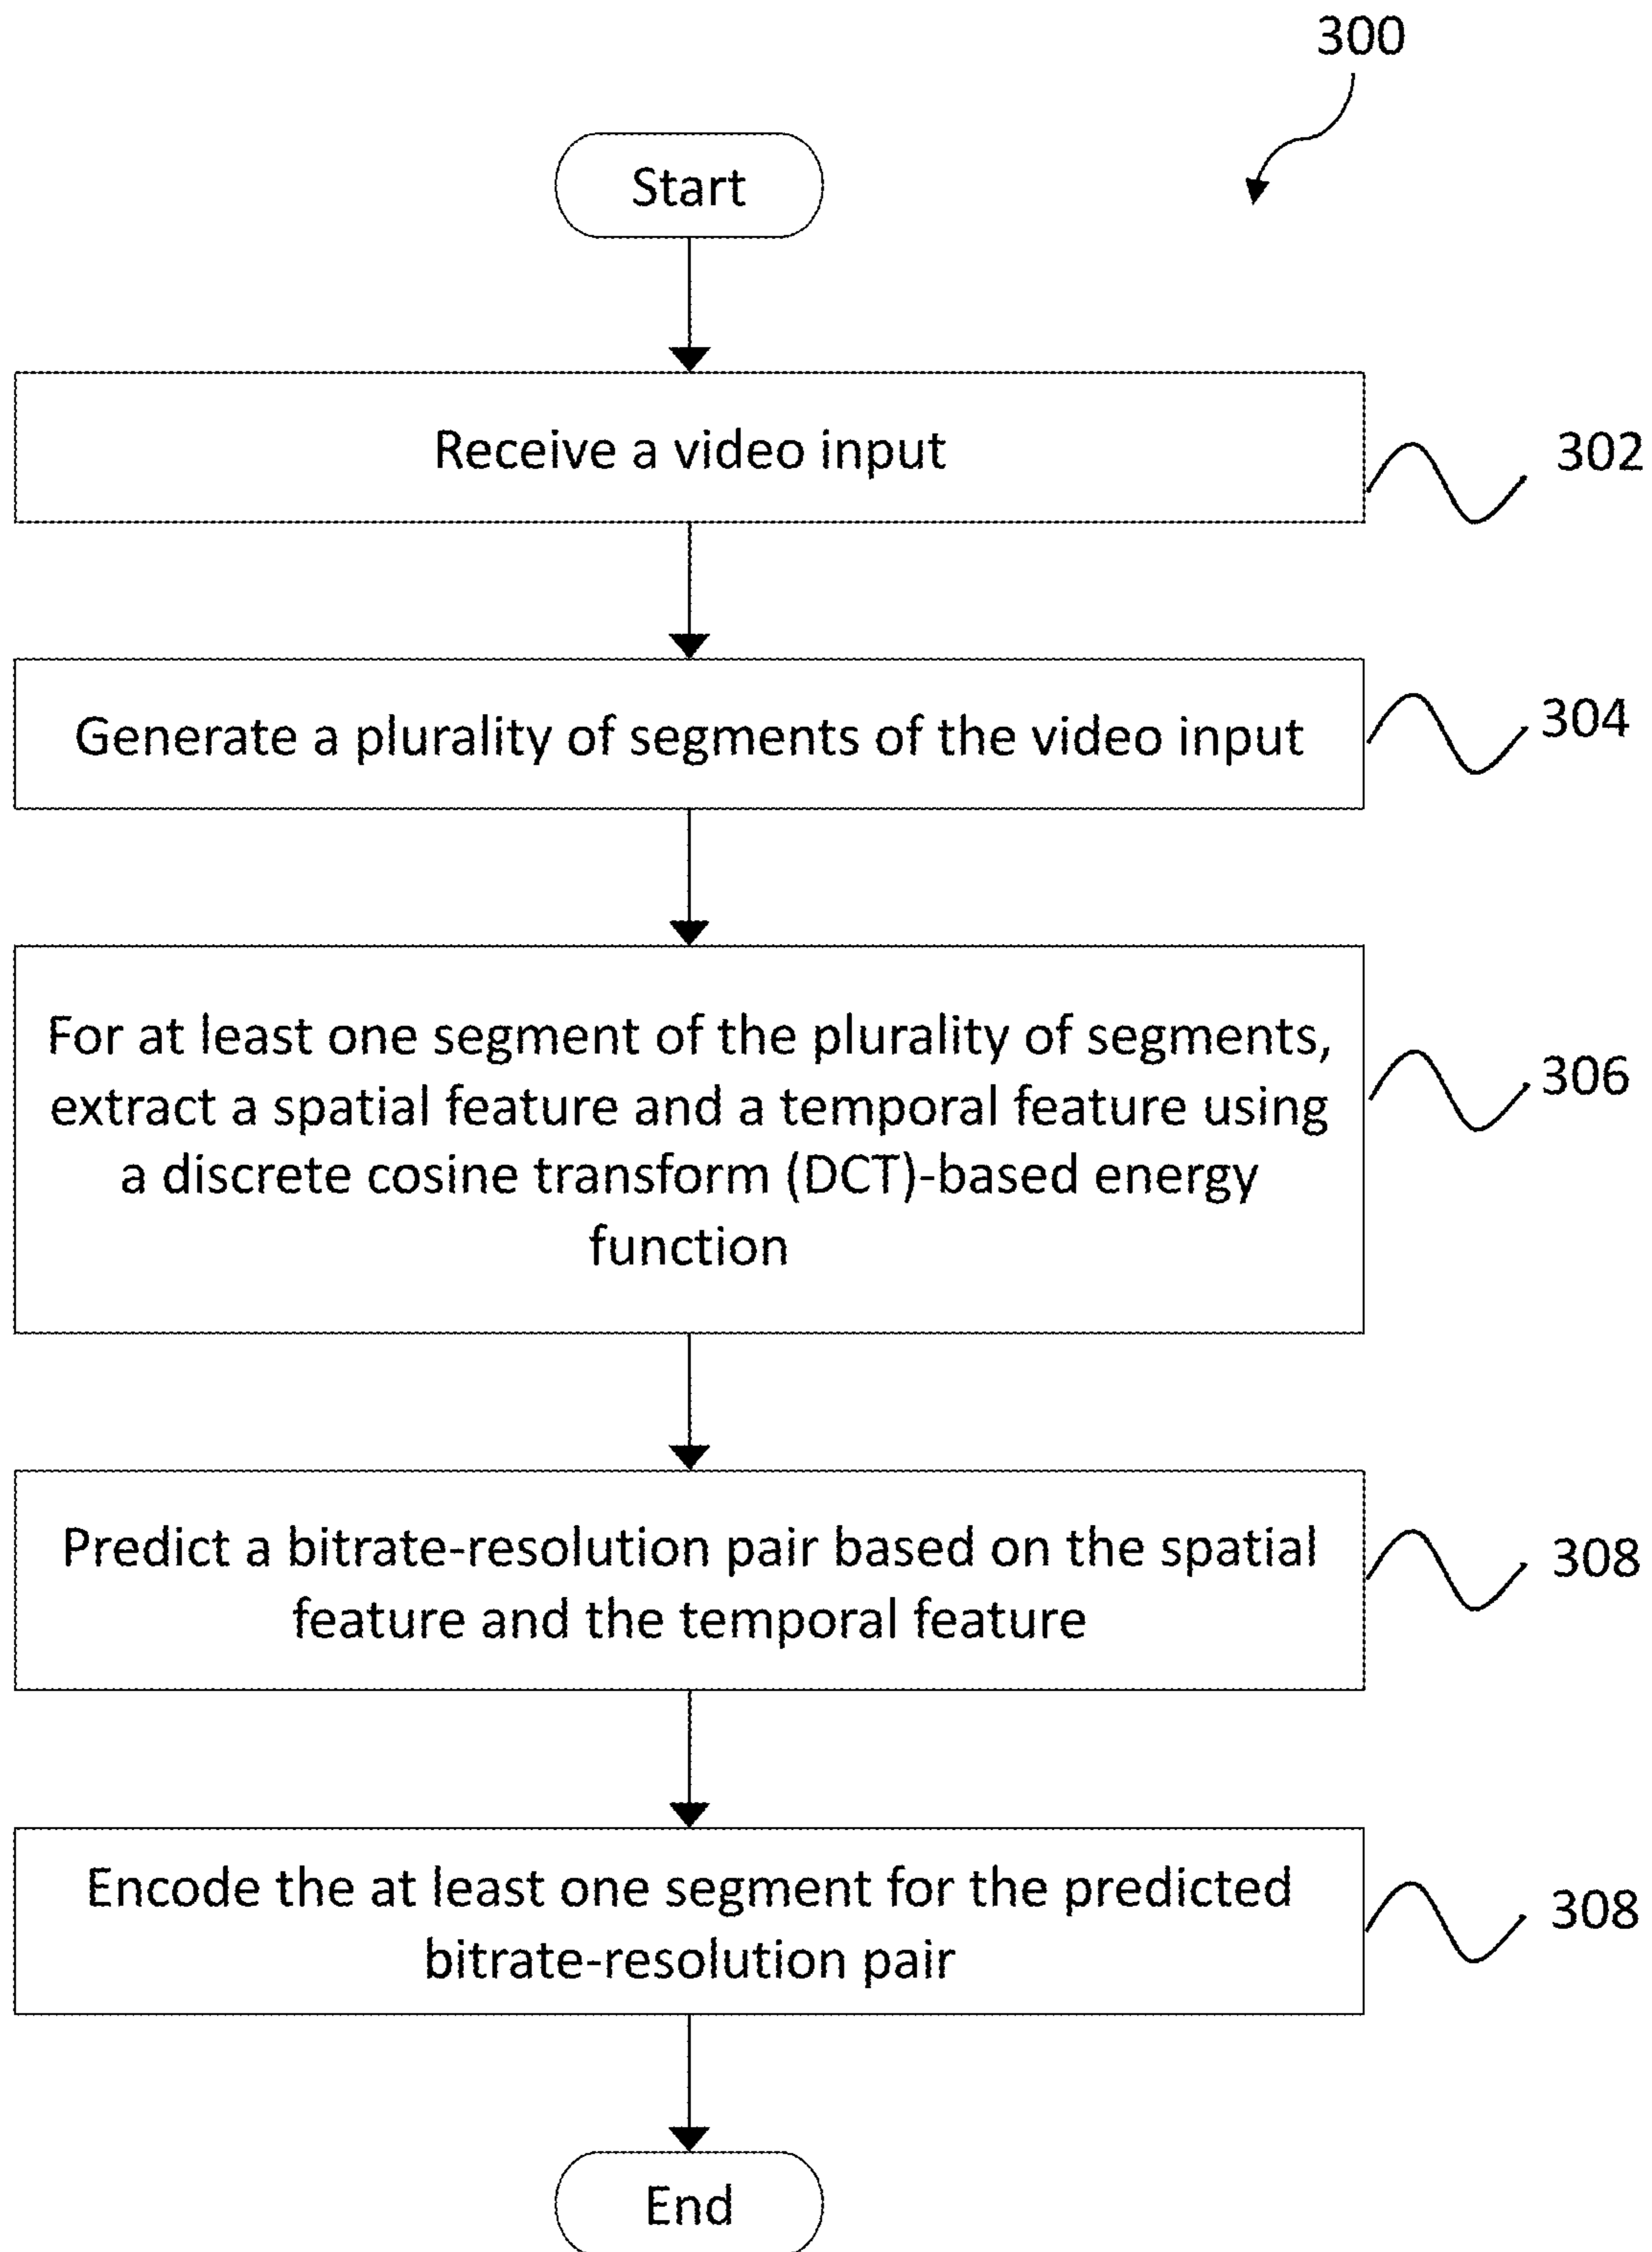 300
Start
Receive a video input
302
Generate a plurality of segments of the video input
304
For at least one segment of the plurality of segments,
extract a spatial feature and a temporal feature using
a discrete cosine transform (DCT)-based energy
function
306
Predict a bitrate-resolution pair based on the spatial
feature and the temporal feature
308
Encode the at least one segment for the predicted
bitrate-resolution pair
308
End